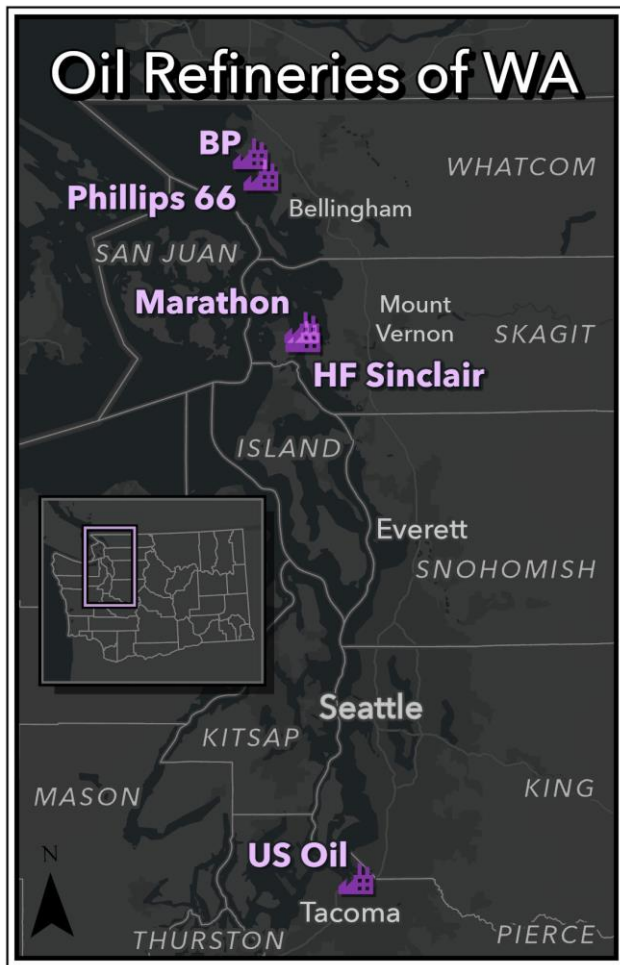 Oil Refineries of WA
BP
WHATCOM
Phillips 66
Bellingham
SAN JUAN
Marathon
Mount
Vernon
SKAGIT
HF Sinclair
ISLAND
Everett
SNOHOMISH
Seattle
KITSAP
MASON
KING
US Oil
N
Tacoma
THURSTON
PIERCE